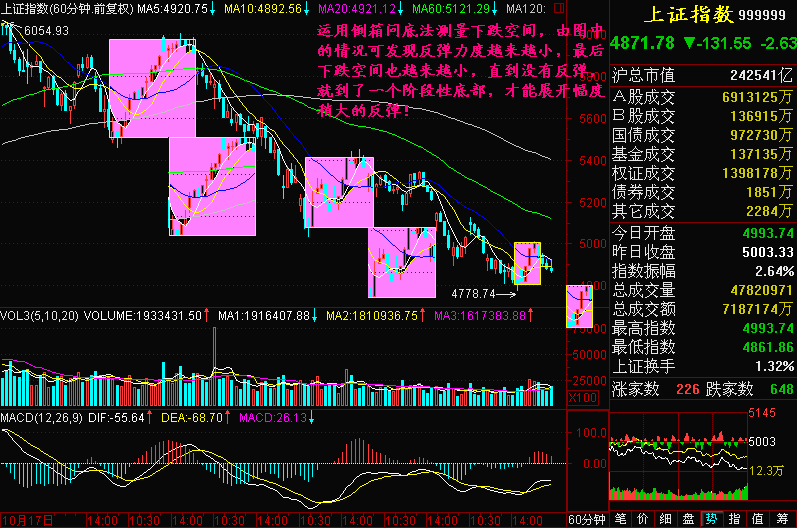 上证指数(60分钟.前复权) MA5:4920.75↓ MA10:4892.56↓ MA20:4921.12↓ MA60:5121.29↓ MA120:
6054.93
运用倒箱问底法测量下跌空间，由图中
的情况可发现反弹力度越来越小，最后
下跌空间也越来越小，直到没有反弹，
就到了一个阶段性底部，才能展开幅度
稍大的反弹！
5600
5400
5200
5000
4778.74
VOL3(5,10,20) VOLUME:1933431.50↑ MA1:1916407.88↓ MA2:1810936.75↑ MA3:1617383.88↑
50000
25000
X100
MACD(12,26,9) DIF:-55.64↑ DEA:-68.70↑ MACD:26.13↓
100.0
0.00
10月17日 14:00 10:30 14:00 10:30 14:00 10:30 14:00 10:30 14:00 10:30 14:00 60分钟
上证指数 999999
4871.78 ▼-131.55 -2.63
沪总市值 242541亿
A股成交 6913125万
B股成交 136915万
国债成交 972730万
基金成交 137135万
权证成交 1398178万
债券成交 1851万
其它成交 2284万
今日开盘 4993.74
昨日收盘 5003.33
指数振幅 2.64%
总成交量 47820971
总成交额 7187174万
最高指数 4993.74
最低指数 4861.86
上证换手 1.32%
涨家数 226 跌家数 648
5145
5003
12.3万
笔 价 细 盘 势 指 值 筹